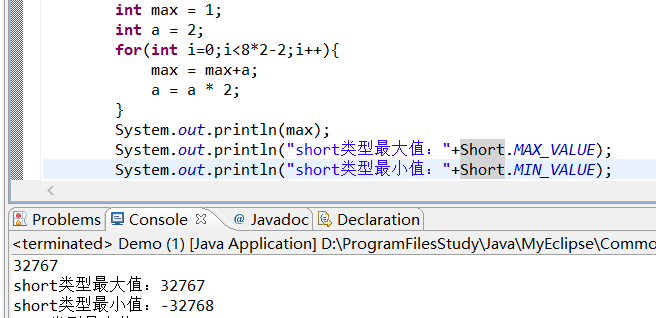 int max = 1;
int a = 2;
for(int i=0;i<8*2-2;i++){
max = max+a;
a = a * 2;
}
System.out.println(max);
System.out.println("short类型最大值："+Short.MAX_VALUE);
System.out.println("short类型最小值："+Short.MIN_VALUE);
Problems Console @ Javadoc Declaration
<terminated> Demo (1) [Java Application] D:\ProgramFilesStudy\Java\MyEclipse\Commo
32767
short类型最大值：32767
short类型最小值：-32768